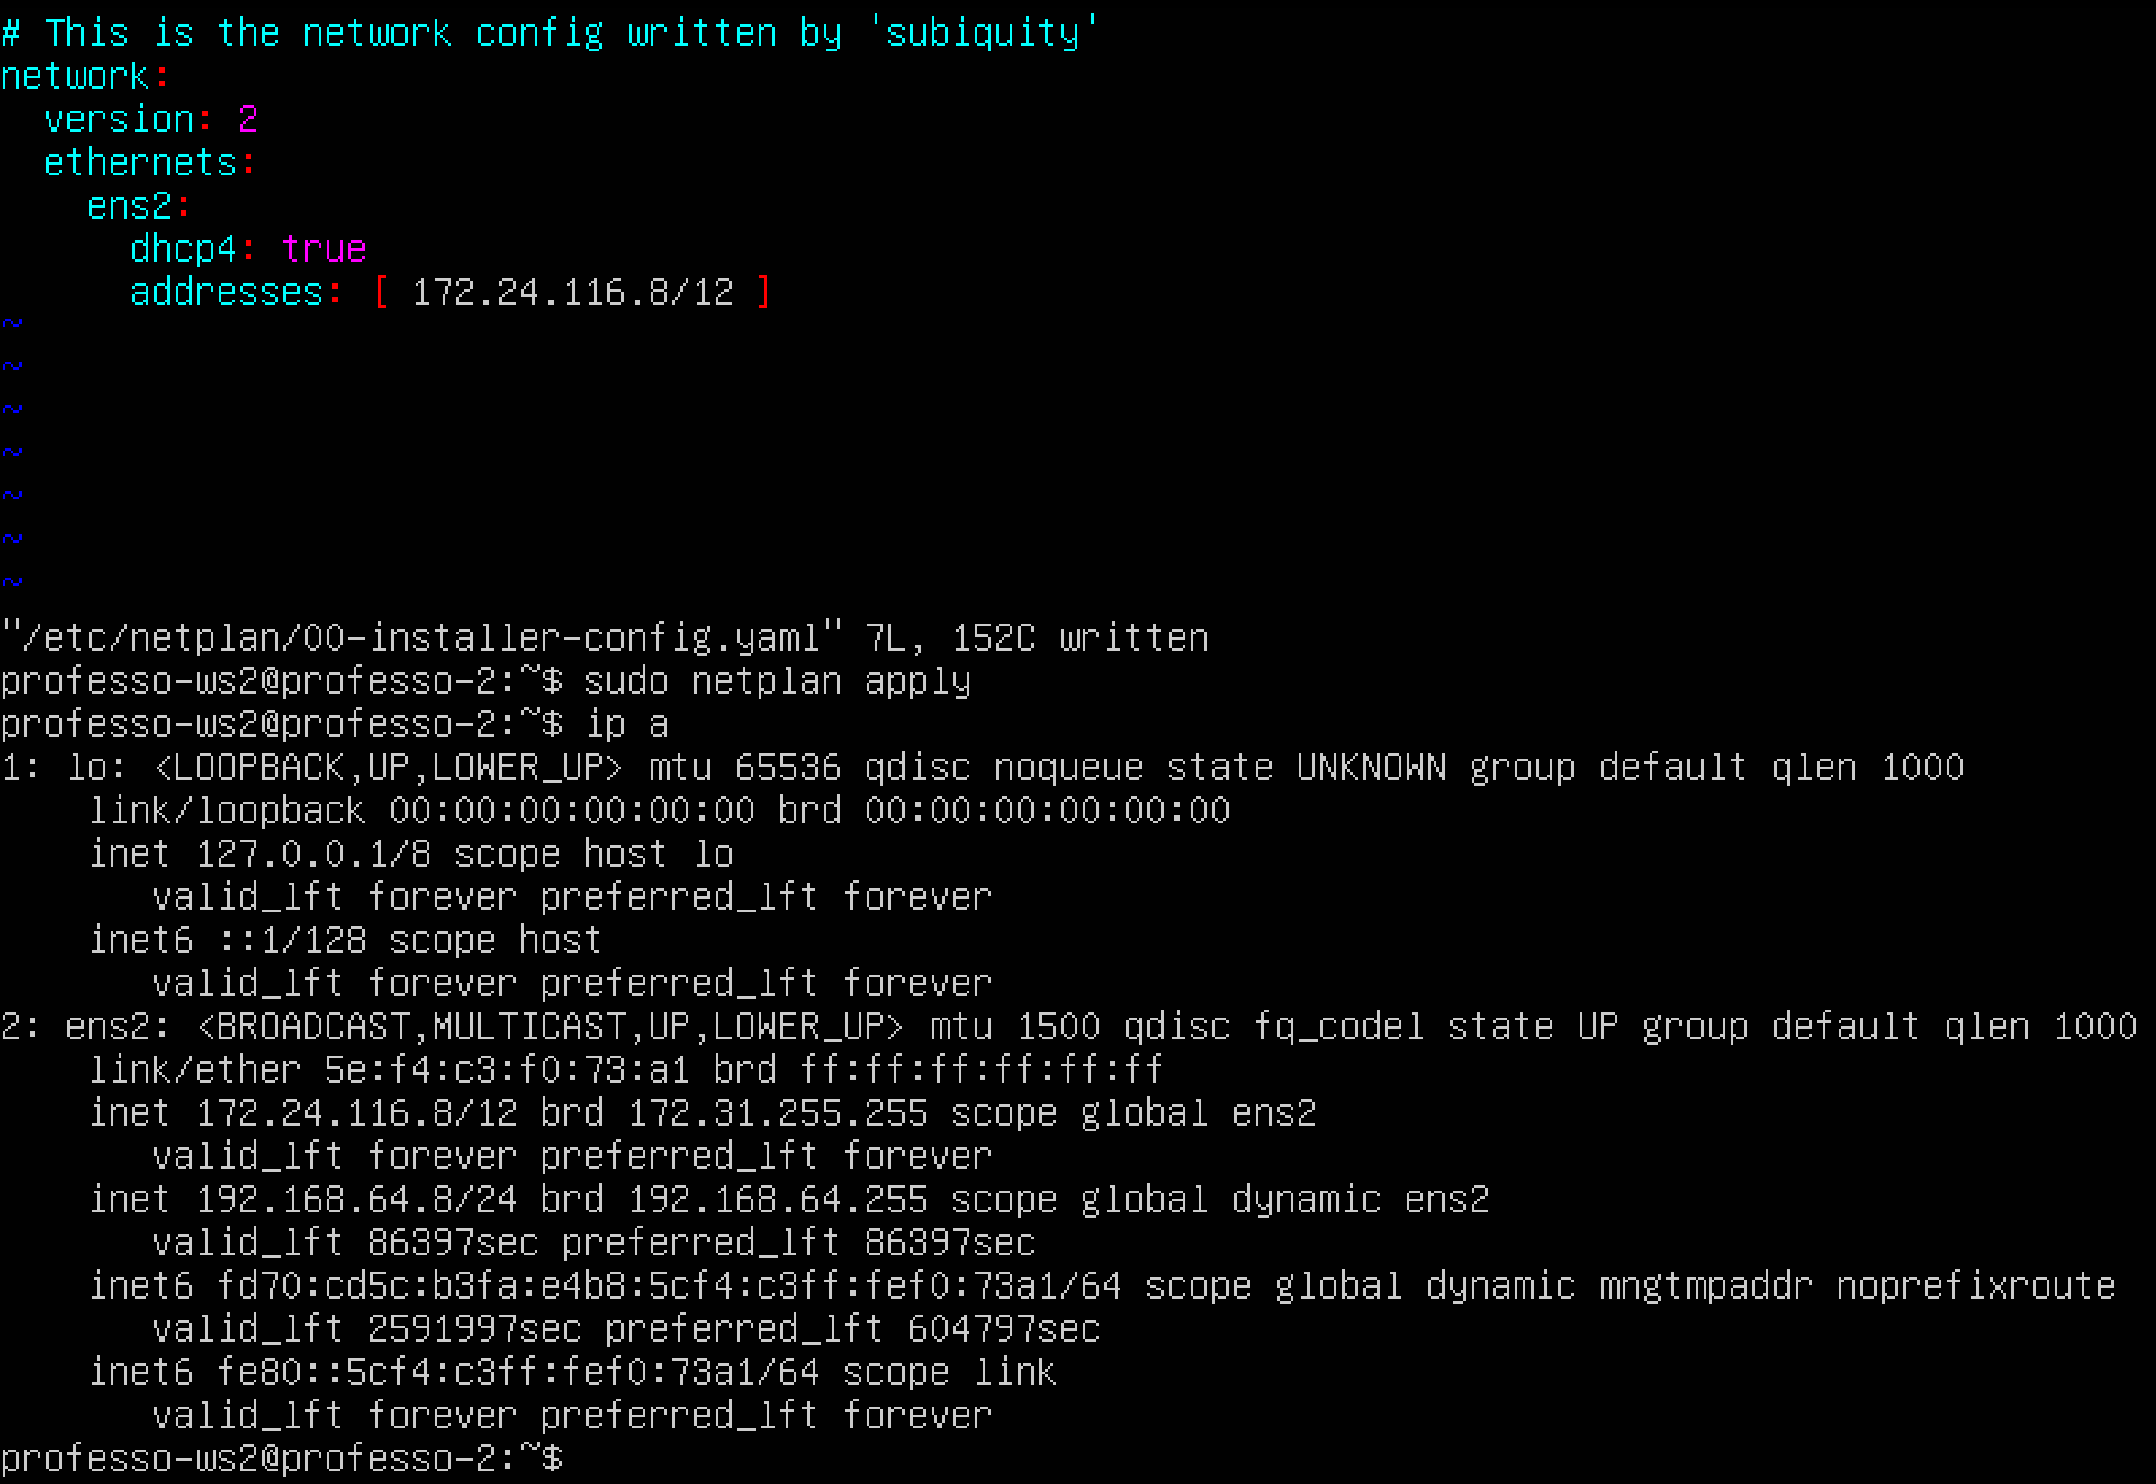 # This is the network config written by 'subiquity'
network:
  version: 2
  ethernets:
    ens2:
      dhcp4: true
      addresses: [ 172.24.116.8/12 ]
~
~
~
~
~
~
~
"/etc/netplan/00-installer-config.yaml" 7L, 152C written
professo-ws2@professo-2:~$ sudo netplan apply
professo-ws2@professo-2:~$ ip a
1: lo: <LOOPBACK,UP,LOWER_UP> mtu 65536 qdisc noqueue state UNKNOWN group default qlen 1000
    link/loopback 00:00:00:00:00:00 brd 00:00:00:00:00:00
    inet 127.0.0.1/8 scope host lo
       valid_lft forever preferred_lft forever
    inet6 ::1/128 scope host
       valid_lft forever preferred_lft forever
2: ens2: <BROADCAST,MULTICAST,UP,LOWER_UP> mtu 1500 qdisc fq_codel state UP group default qlen 1000
    link/ether 5e:f4:c3:f0:73:a1 brd ff:ff:ff:ff:ff:ff
    inet 172.24.116.8/12 brd 172.31.255.255 scope global ens2
       valid_lft forever preferred_lft forever
    inet 192.168.64.8/24 brd 192.168.64.255 scope global dynamic ens2
       valid_lft 86397sec preferred_lft 86397sec
    inet6 fd70:cd5c:b3fa:e4b8:5cf4:c3ff:fef0:73a1/64 scope global dynamic mngtmpaddr noprefixroute
       valid_lft 2591997sec preferred_lft 604797sec
    inet6 fe80::5cf4:c3ff:fef0:73a1/64 scope link
       valid_lft forever preferred_lft forever
professo-ws2@professo-2:~$